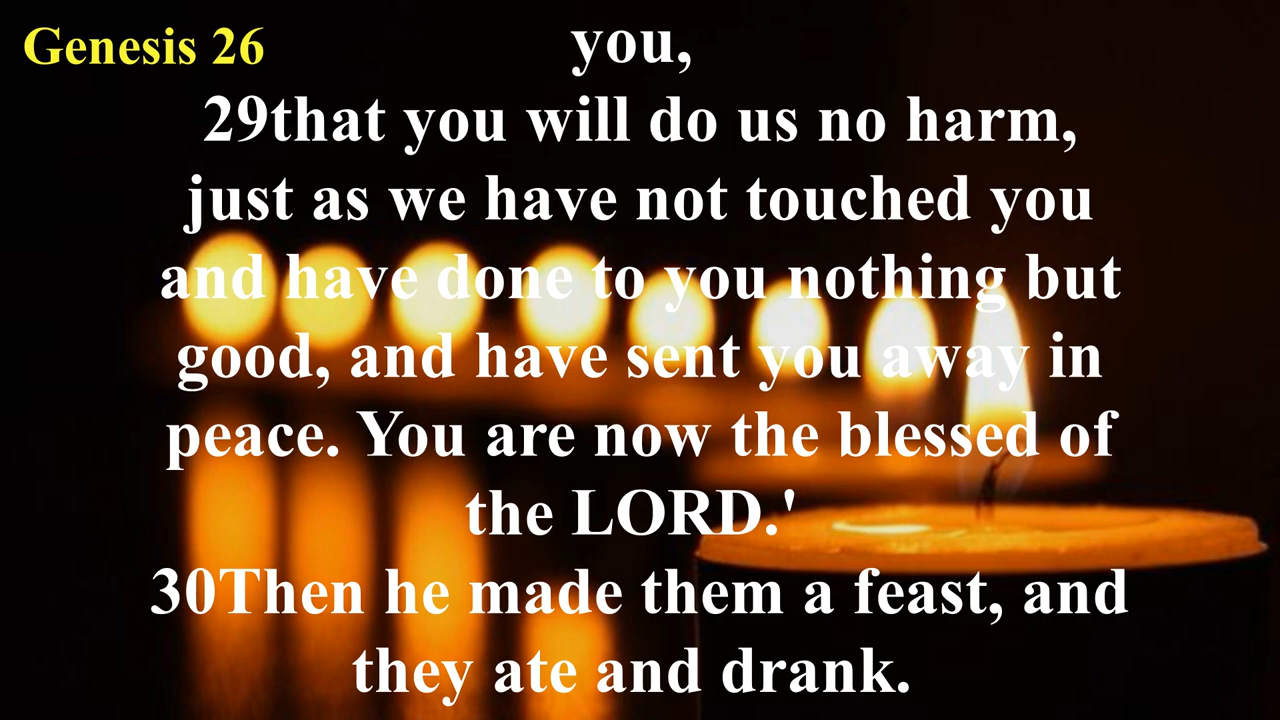 Genesis 26
you,
29that you will do us no harm,
just as we have not touched you
and have done to you nothing but
good, and have sent you away in
peace. You are now the blessed of
the LORD.'
30Then he made them a feast, and
they ate and drank.